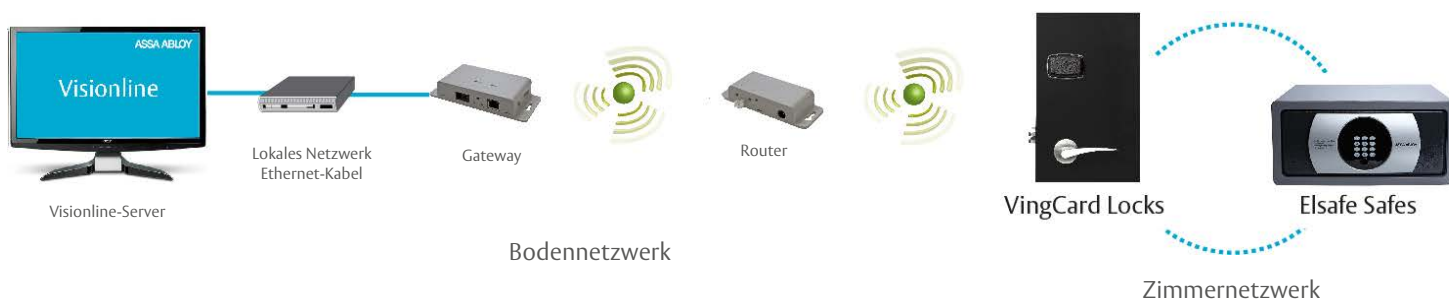 ASSA ABLOY
Visionline
Lokales Netzwerk
Ethernet-Kabel
Gateway
Router
Visionline-Server
VingCard Locks
Elsafe Safes
Bodennetzwerk
Zimmernetzwerk